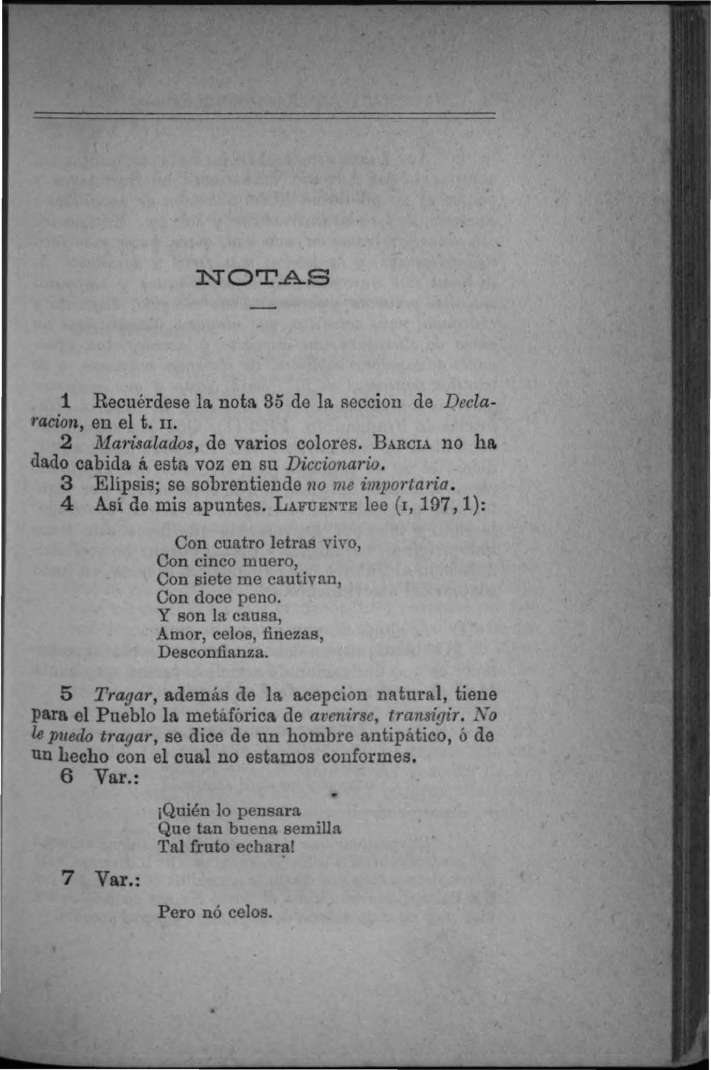 NOTAS
1 Recuérdese la nota 35 de la seccion de Decla-
racion, en el t. II.
2 Marisalados, de varios colores. BARCIA no ha
dado cabida á esta voz en su Diccionario.
3 Elípsis; se sobrentiende no me importaria.
4 Así de mis apuntes. LAFUENTE lee (I, 197, 1):
Con cuatro letras vivo,
Con cinco muero,
Con siete me cautivan,
Con doce peno.
Y son la causa,
Amor, celos, finezas,
Desconfianza.
5 Tragar, además de la acepcion natural, tiene
para el Pueblo la metafórica de avenirse, transigir. No
le puedo tragar, se dice de un hombre antipático, ó de
un hecho con el cual no estamos conformes.
6 Var.:
¡Quién lo pensara
Que tan buena semilla
Tal fruto echara!
7 Var.:
Pero nó celos.